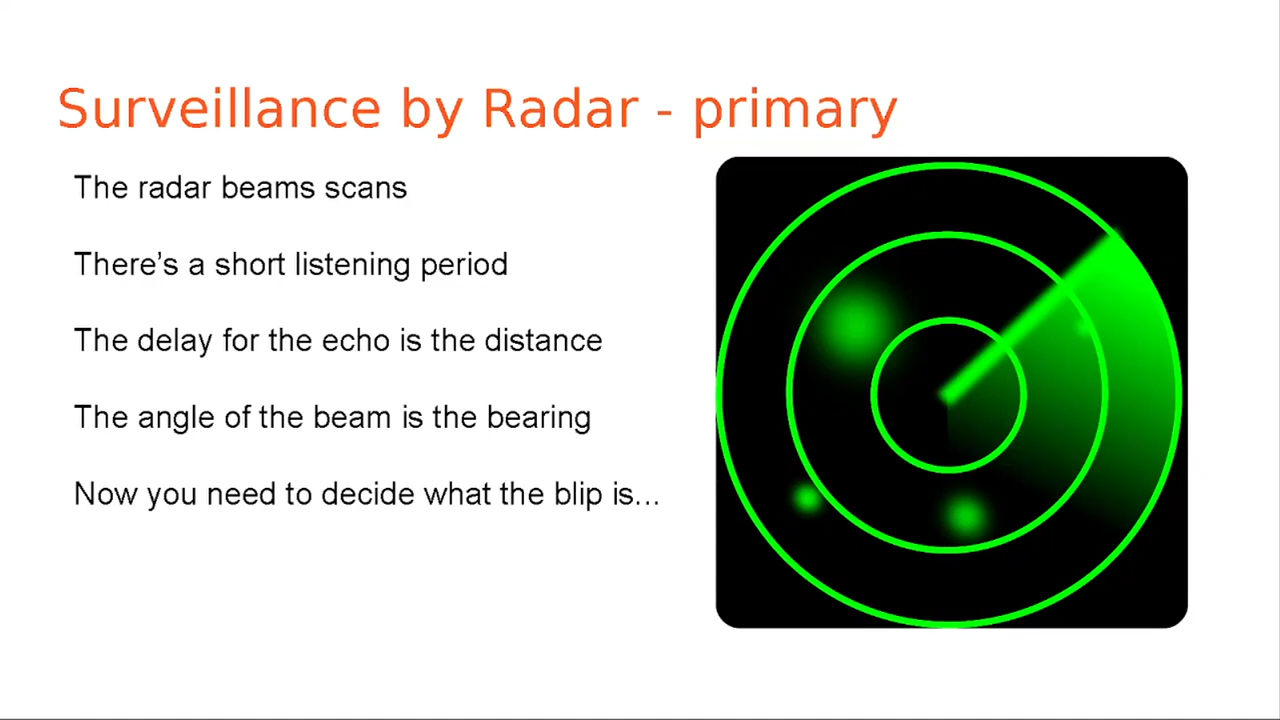 Surveillance by Radar - primary
The radar beams scans
There's a short listening period
The delay for the echo is the distance
The angle of the beam is the bearing
Now you need to decide what the blip is...